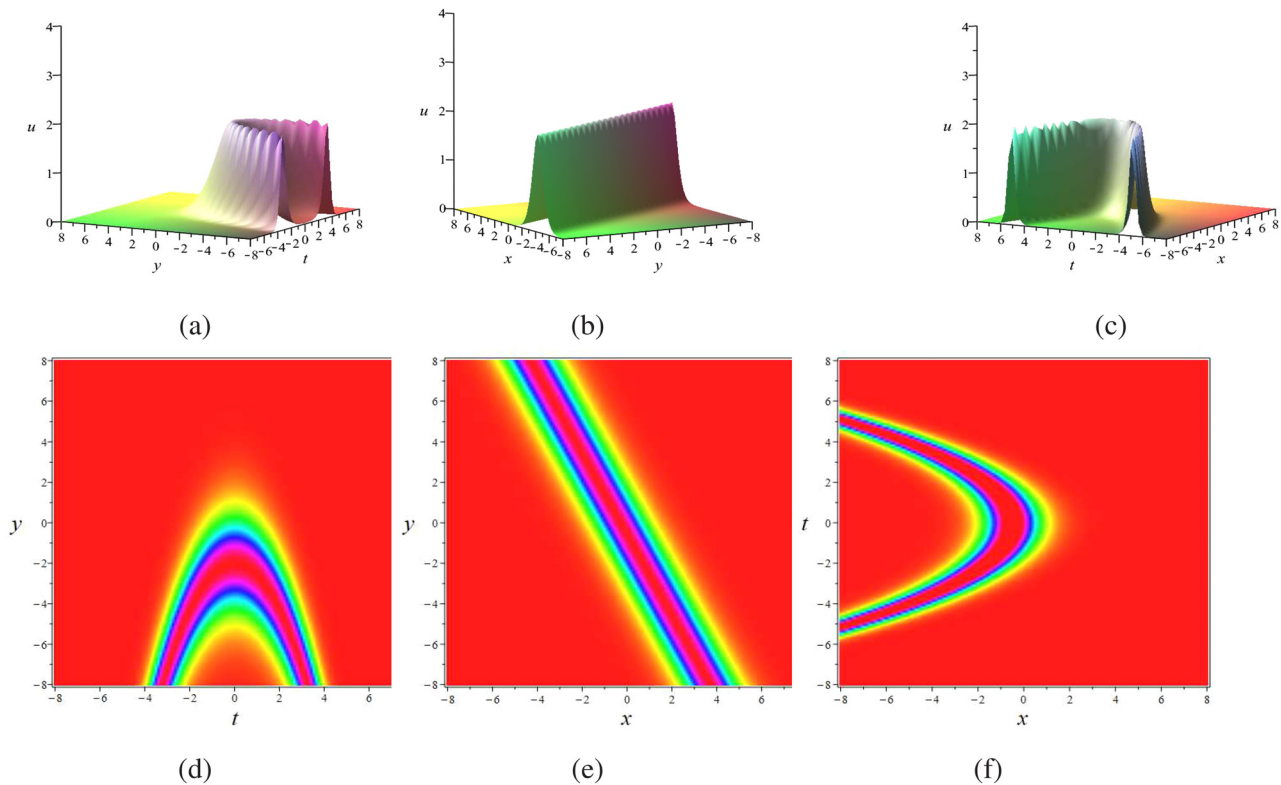 4 4 4
3 3 3
u 2 u 2 u 2
1 1 1
0 0 0
8 6 4 2 0 -2 -4 -6 -8 -6 -4 -2 0 2 4 6 8
y t
8 6 4 2 0 -2 -4 -6 -8 8 6 4 2 0 -2 -4 -6 -8
x y
8 6 4 2 0 -2 -4 -6 -8 -6 -4 -2 0 2 4 6 8
t x
(a) (b) (c)
8 8 8
6 6 6
4 4 4
2 2 2
y 0 y 0 t 0
−2 −2 −2
−4 −4 −4
−6 −6 −6
−8 −8 −8
−8 −6 −4 −2 0 2 4 6 −8 −6 −4 −2 0 2 4 6 −8 −6 −4 −2 0 2 4 6 8
t x x
(d) (e) (f)